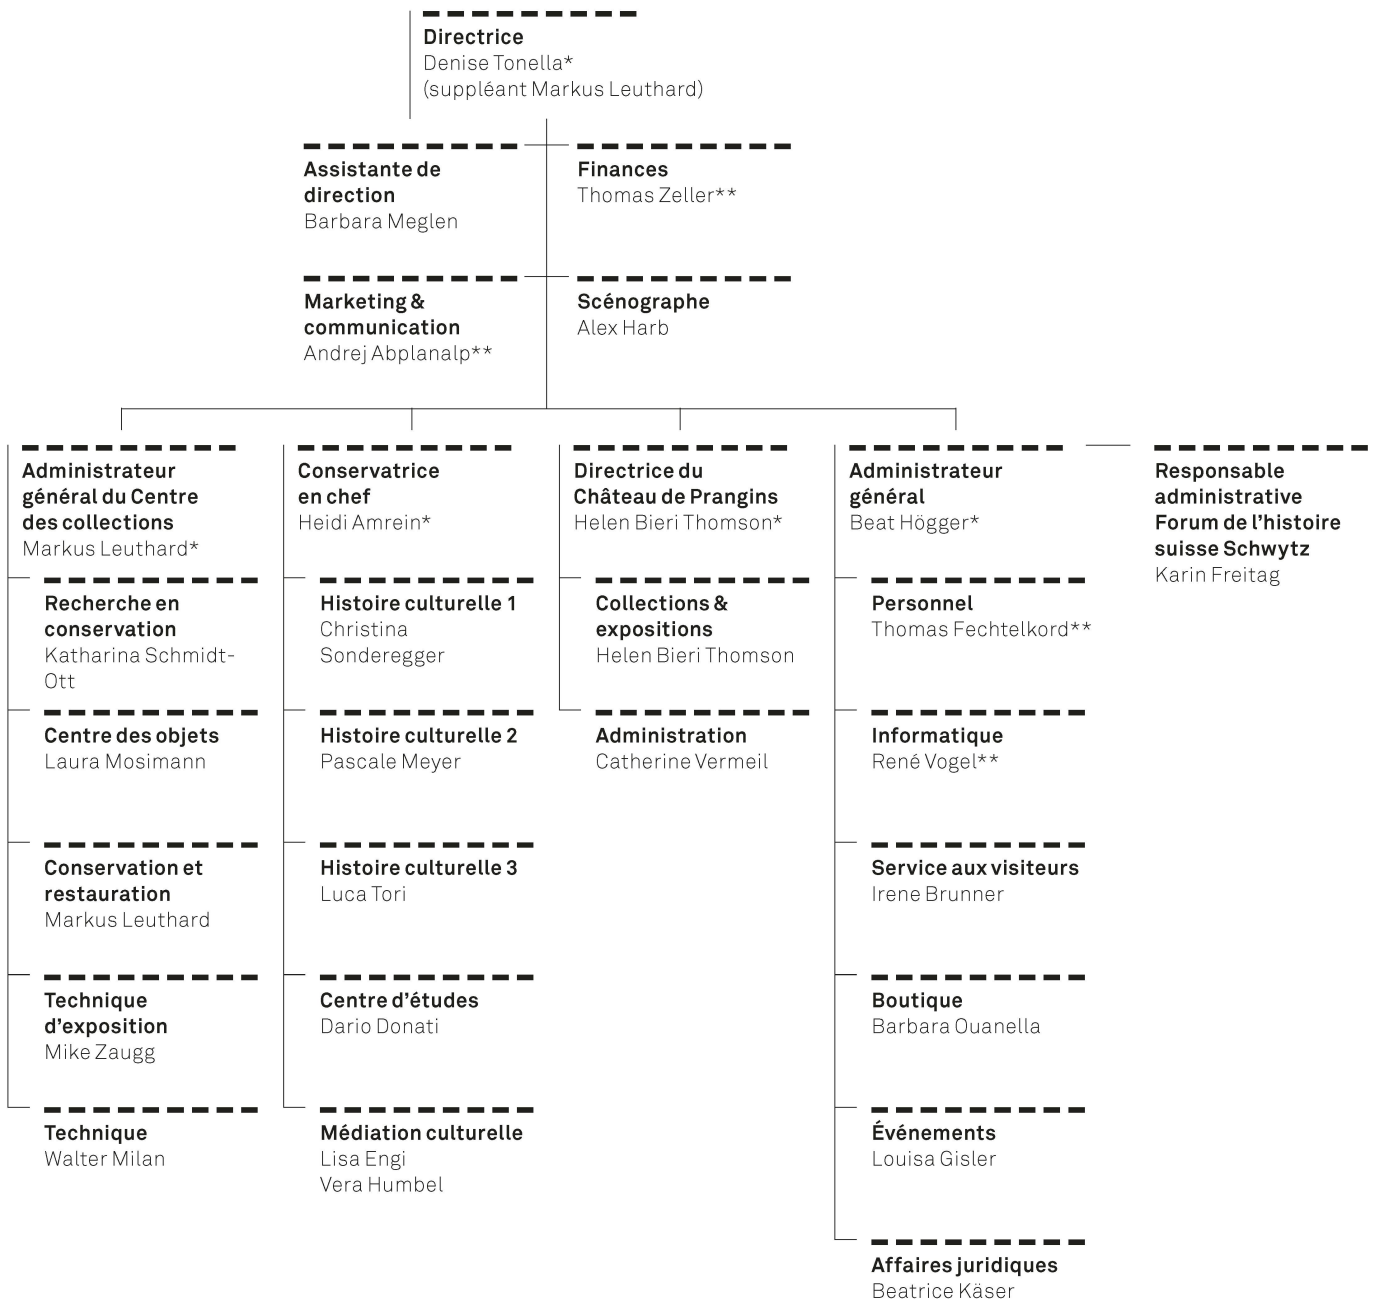 Directrice
Denise Tonella*
(suppléant Markus Leuthard)
Assistante de
direction
Barbara Meglen
Finances
Thomas Zeller**
Marketing &
communication
Andrej Abplanalp**
Scénographe
Alex Harb
Administrateur
général du Centre
des collections
Markus Leuthard*
Recherche en
conservation
Katharina Schmidt-
Ott
Centre des objets
Laura Mosimann
Conservation et
restauration
Markus Leuthard
Technique
d’exposition
Mike Zaugg
Technique
Walter Milan
Conservatrice
en chef
Heidi Amrein*
Histoire culturelle 1
Christina
Sonderegger
Histoire culturelle 2
Pascale Meyer
Histoire culturelle 3
Luca Tori
Centre d’études
Dario Donati
Médiation culturelle
Lisa Engi
Vera Humbel
Directrice du
Château de Prangins
Helen Bieri Thomson*
Collections &
expositions
Helen Bieri Thomson
Administration
Catherine Vermeil
Administrateur
général
Beat Högger*
Personnel
Thomas Fechtelkord**
Informatique
René Vogel**
Service aux visiteurs
Irene Brunner
Boutique
Barbara Ouanella
Événements
Louisa Gisler
Affaires juridiques
Beatrice Käser
Responsable
administrative
Forum de l’histoire
suisse Schwytz
Karin Freitag